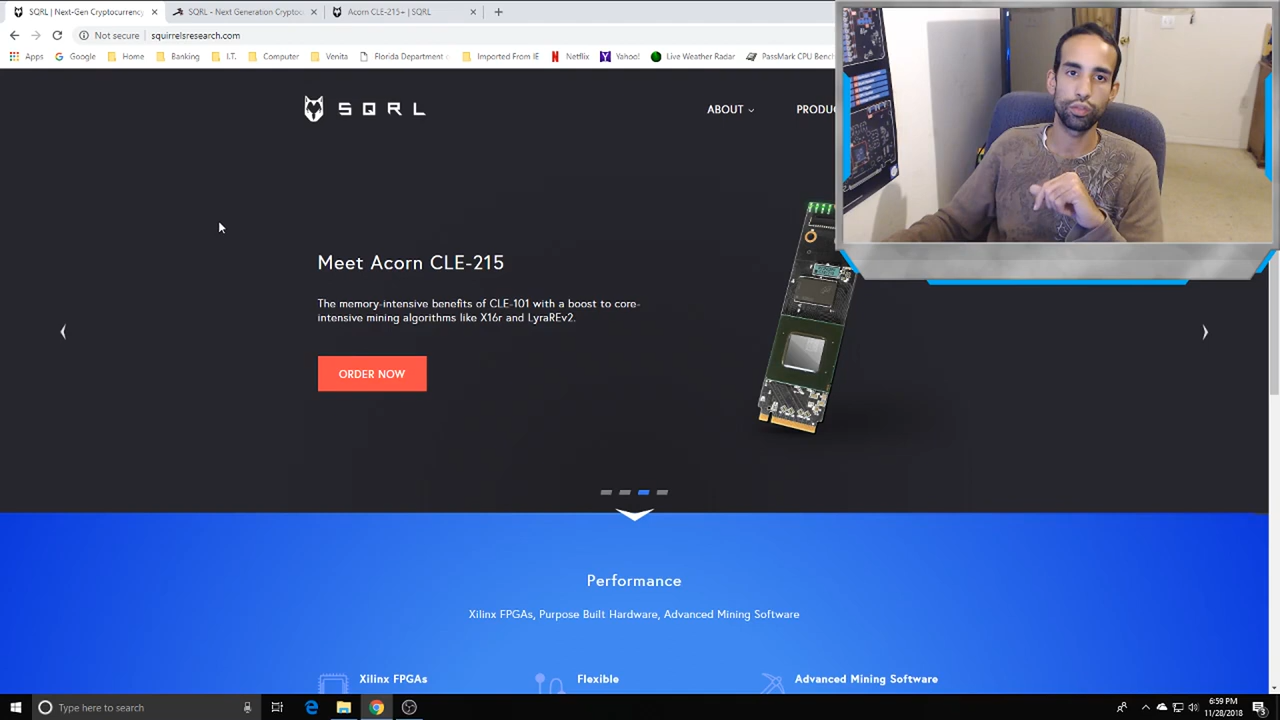 SQRL | Next-Gen Cryptocurrency
SQRL - Next Generation Cryptoc
Acorn CLE-215+ | SQRL
Not secure | squirrelsresearch.com
Apps
Google
Home
Banking
I.T.
Computer
Venita
Florida Department
Imported From IE
Netflix
Yahoo!
Live Weather Radar
PassMark CPU Benc
SQRL
ABOUT
PRODU
Meet Acorn CLE-215
The memory-intensive benefits of CLE-101 with a boost to core-
intensive mining algorithms like X16r and LyraREv2.
ORDER NOW
Performance
Xilinx FPGAs, Purpose Built Hardware, Advanced Mining Software
Xilinx FPGAs
Flexible
Advanced Mining Software
Type here to search
6:59 PM
11/28/2018